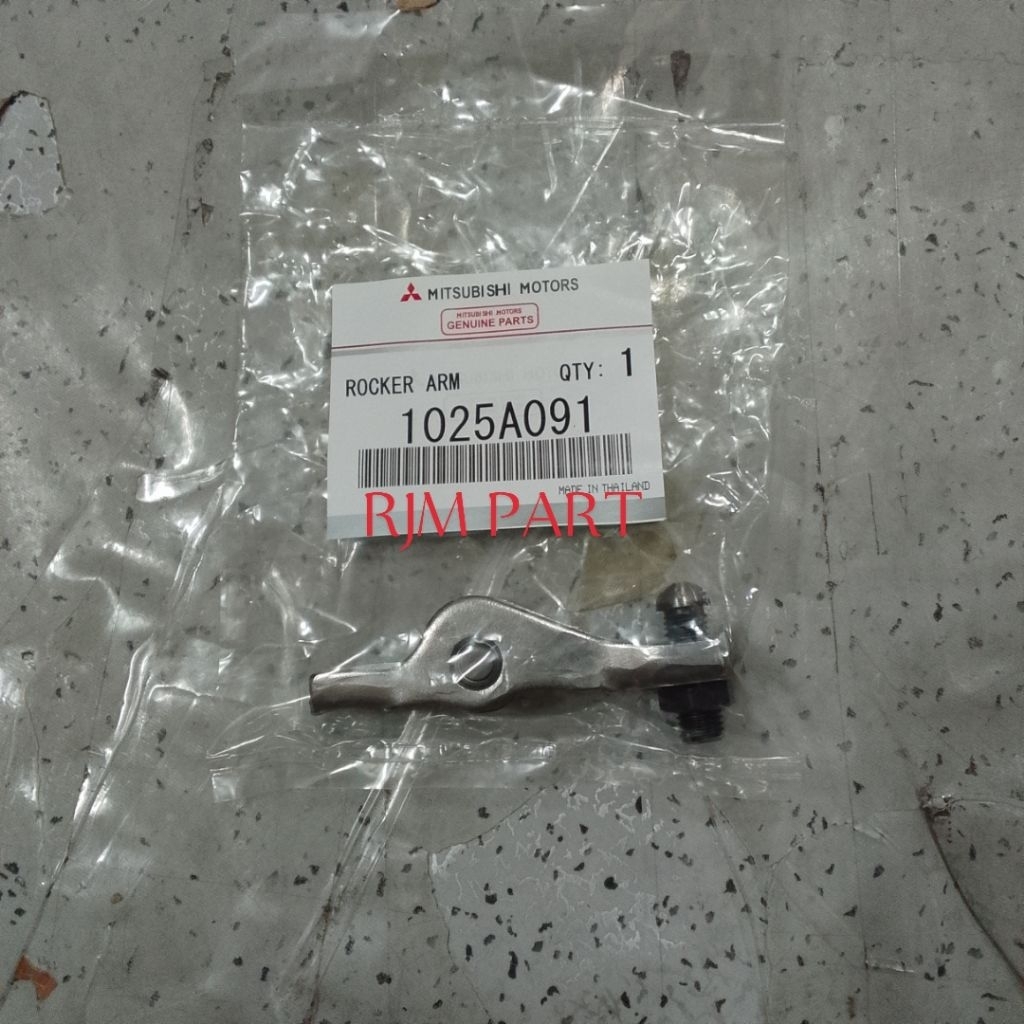 MITSUBISHI MOTORS
MITSUBISHI MOTORS
GENUINE PARTS
ROCKER ARM QTY: 1
1025A091
MADE IN THAILAND
RJM PART